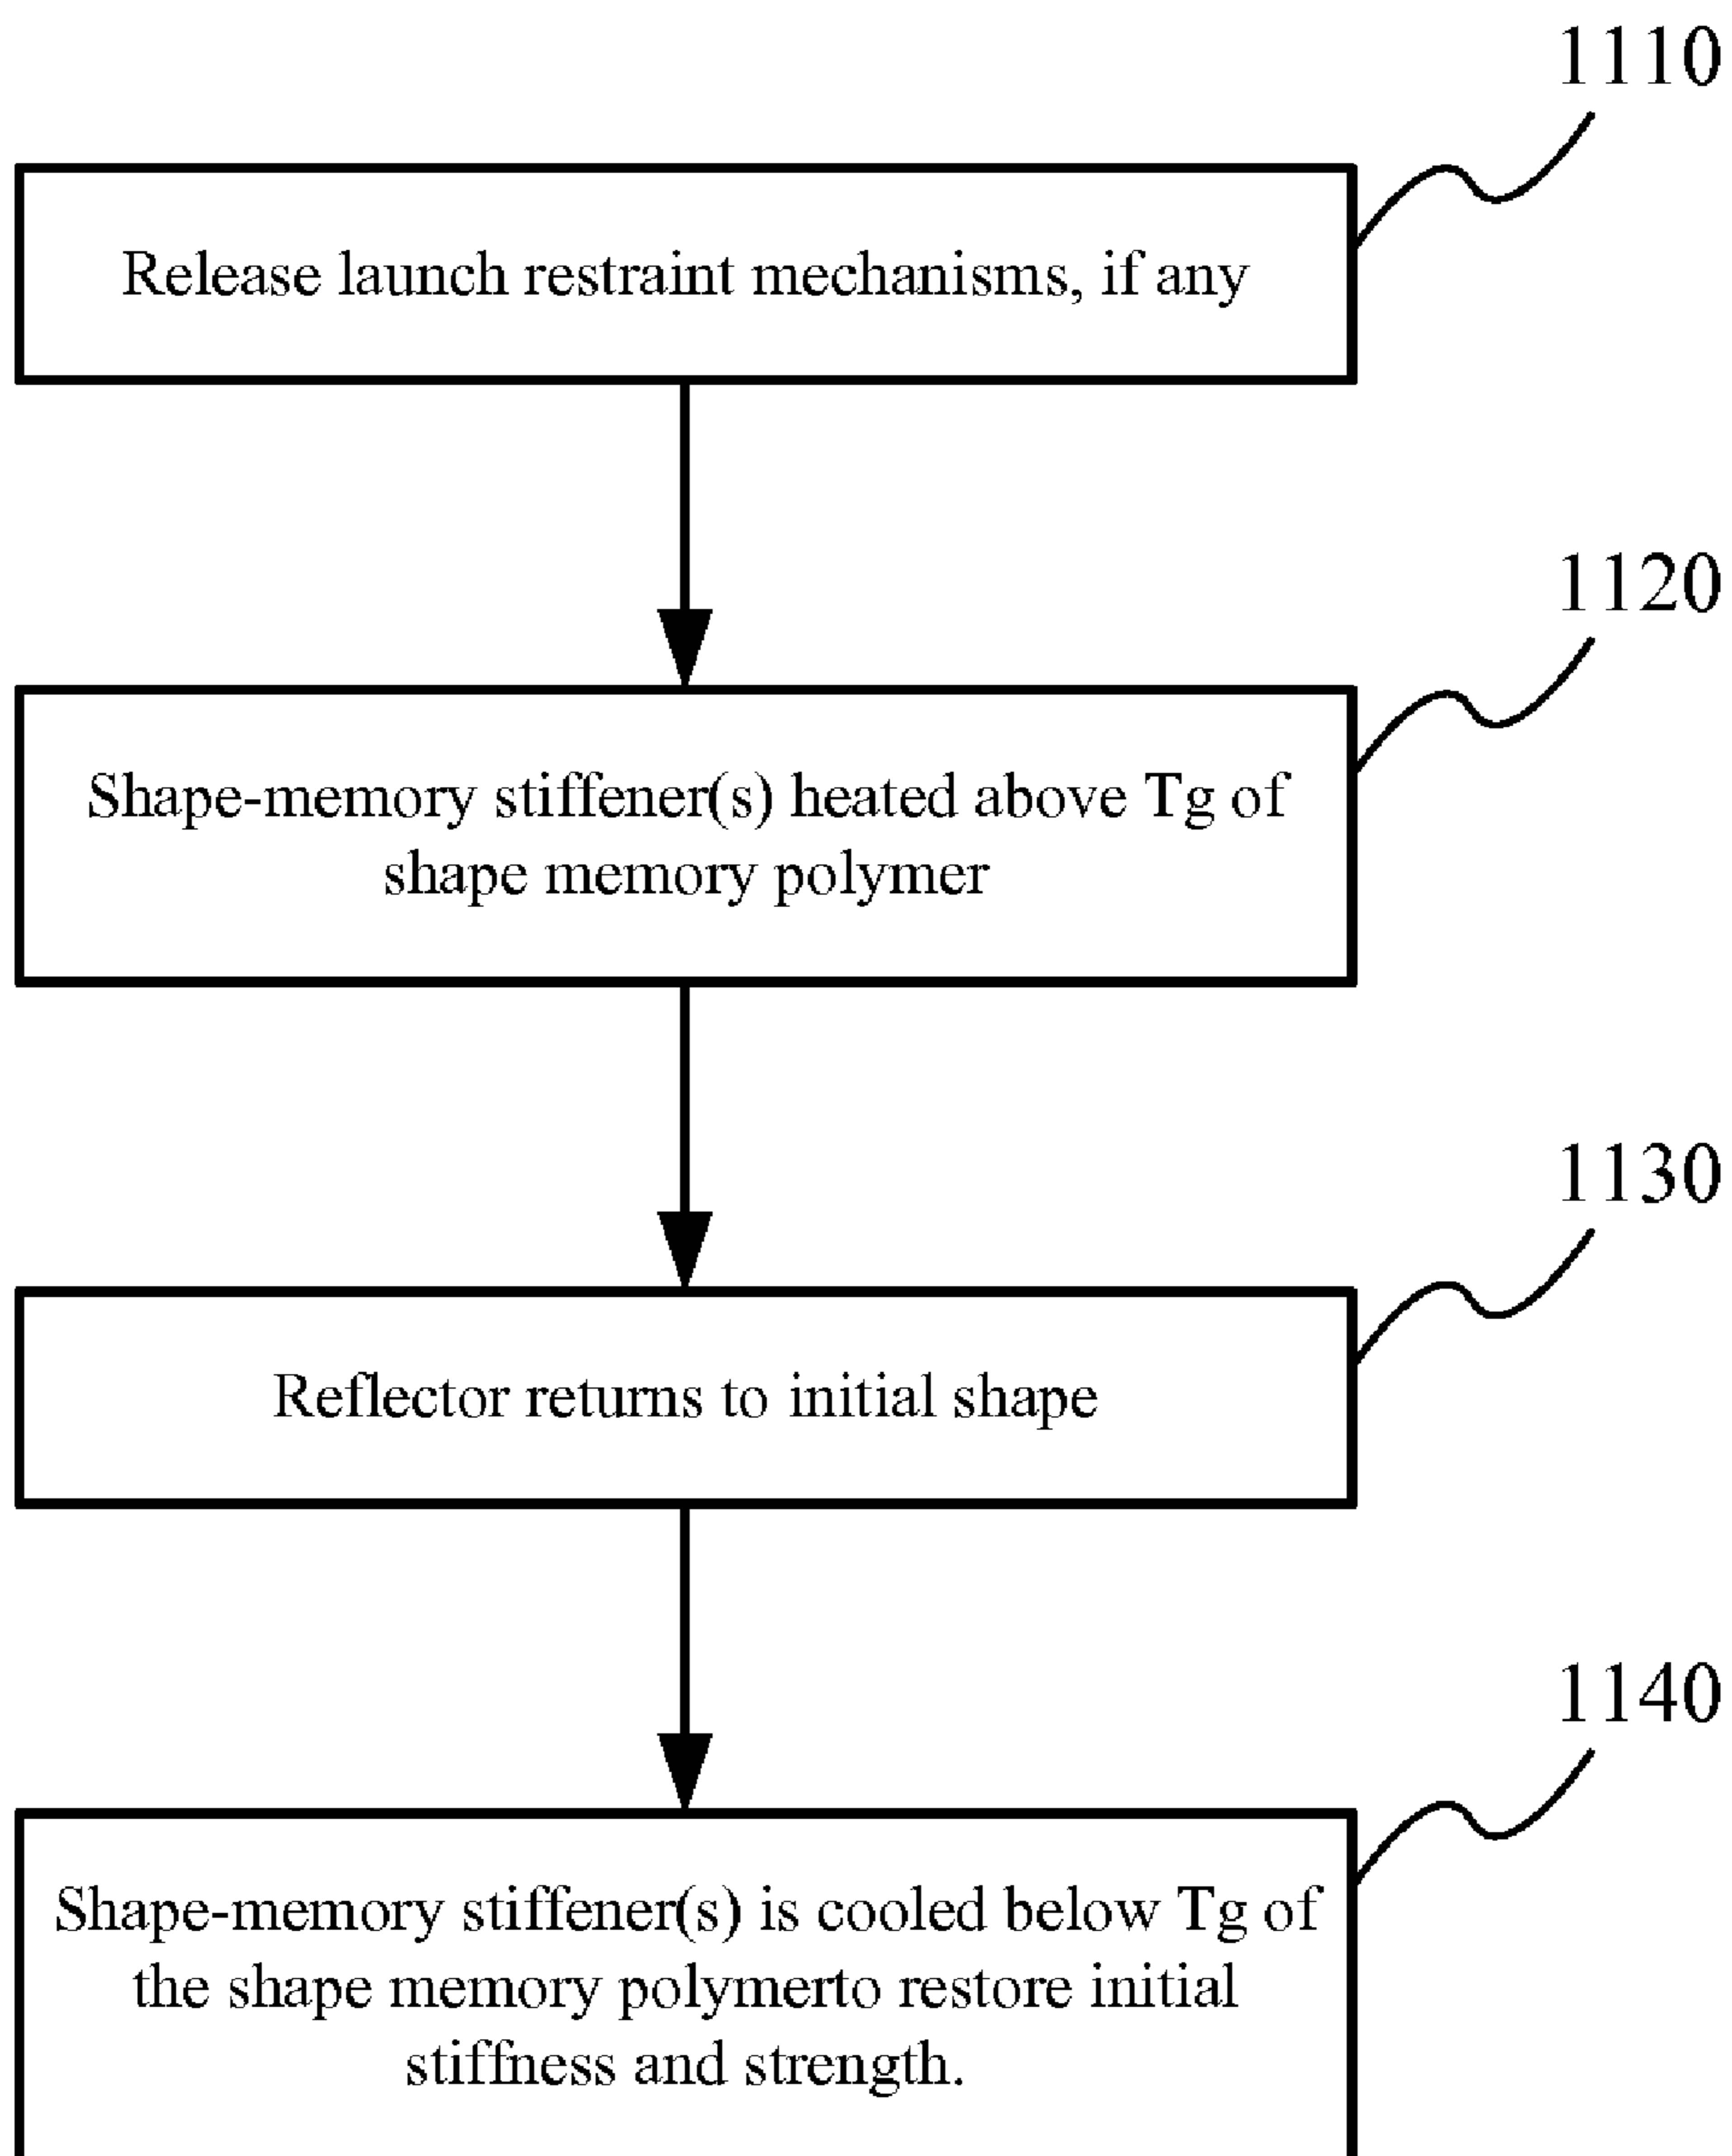 1110
Release launch restraint mechanisms, if any
1120
Shape-memory stiffener(s) heated above Tg of
shape memory polymer
1130
Reflector returns to initial shape
1140
Shape-memory stiffener(s) is cooled below Tg of
the shape memory polymerto restore initial
stiffness and strength.